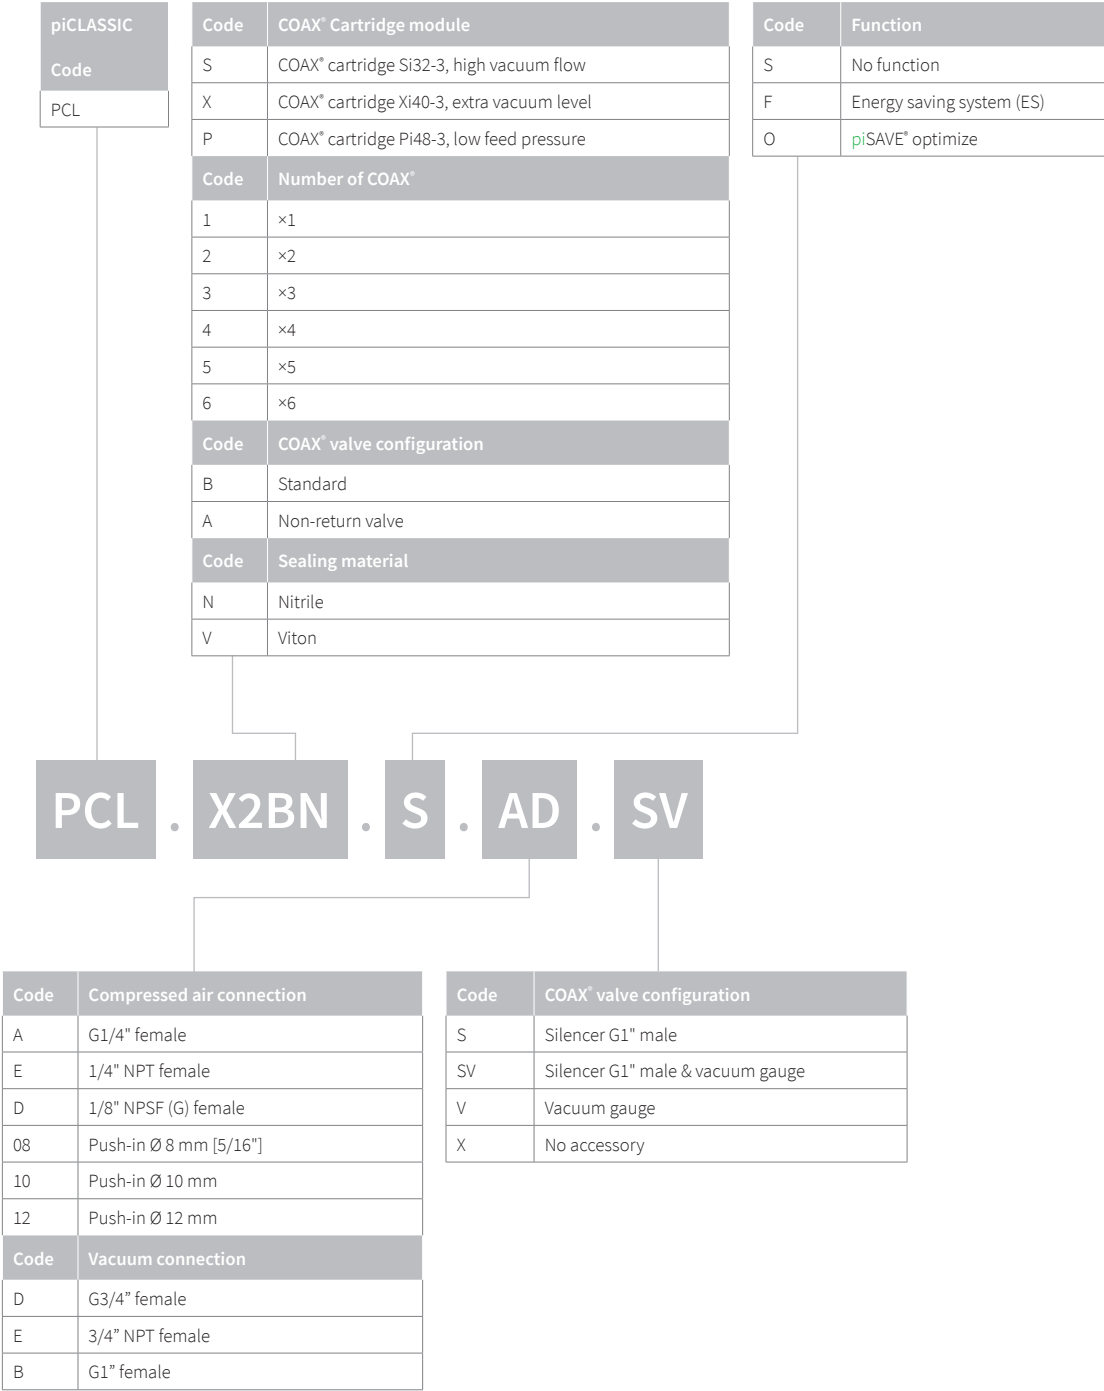 piCLASSIC
Code
PCL
Code COAX® Cartridge module
S COAX® cartridge Si32-3, high vacuum flow
X COAX® cartridge Xi40-3, extra vacuum level
P COAX® cartridge Pi48-3, low feed pressure
Code Number of COAX®
1 ×1
2 ×2
3 ×3
4 ×4
5 ×5
6 ×6
Code COAX® valve configuration
B Standard
A Non-return valve
Code Sealing material
N Nitrile
V Viton
Code Function
S No function
F Energy saving system (ES)
O piSAVE® optimize
PCL . X2BN . S . AD . SV
Code Compressed air connection
A G1/4" female
E 1/4" NPT female
D 1/8" NPSF (G) female
08 Push-in Ø 8 mm [5/16"]
10 Push-in Ø 10 mm
12 Push-in Ø 12 mm
Code Vacuum connection
D G3/4” female
E 3/4” NPT female
B G1” female
Code COAX® valve configuration
S Silencer G1" male
SV Silencer G1" male & vacuum gauge
V Vacuum gauge
X No accessory